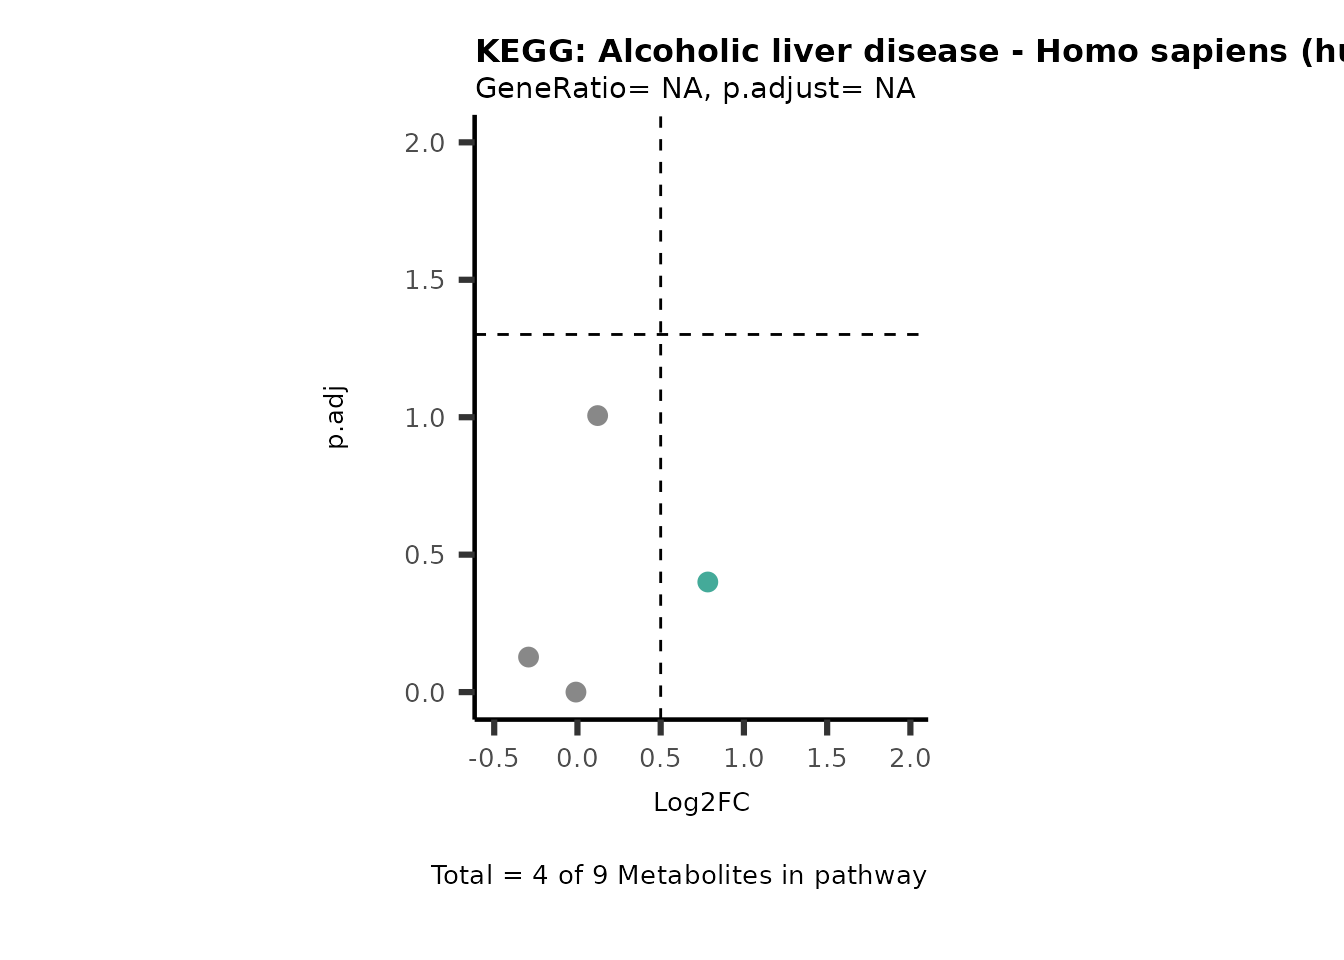 KEGG: Alcoholic liver disease - Homo sapiens (hu
GeneRatio= NA, p.adjust= NA
2.0
1.5
1.0
0.5
0.0
p.adj
-0.5 0.0 0.5 1.0 1.5 2.0
Log2FC
Total = 4 of 9 Metabolites in pathway